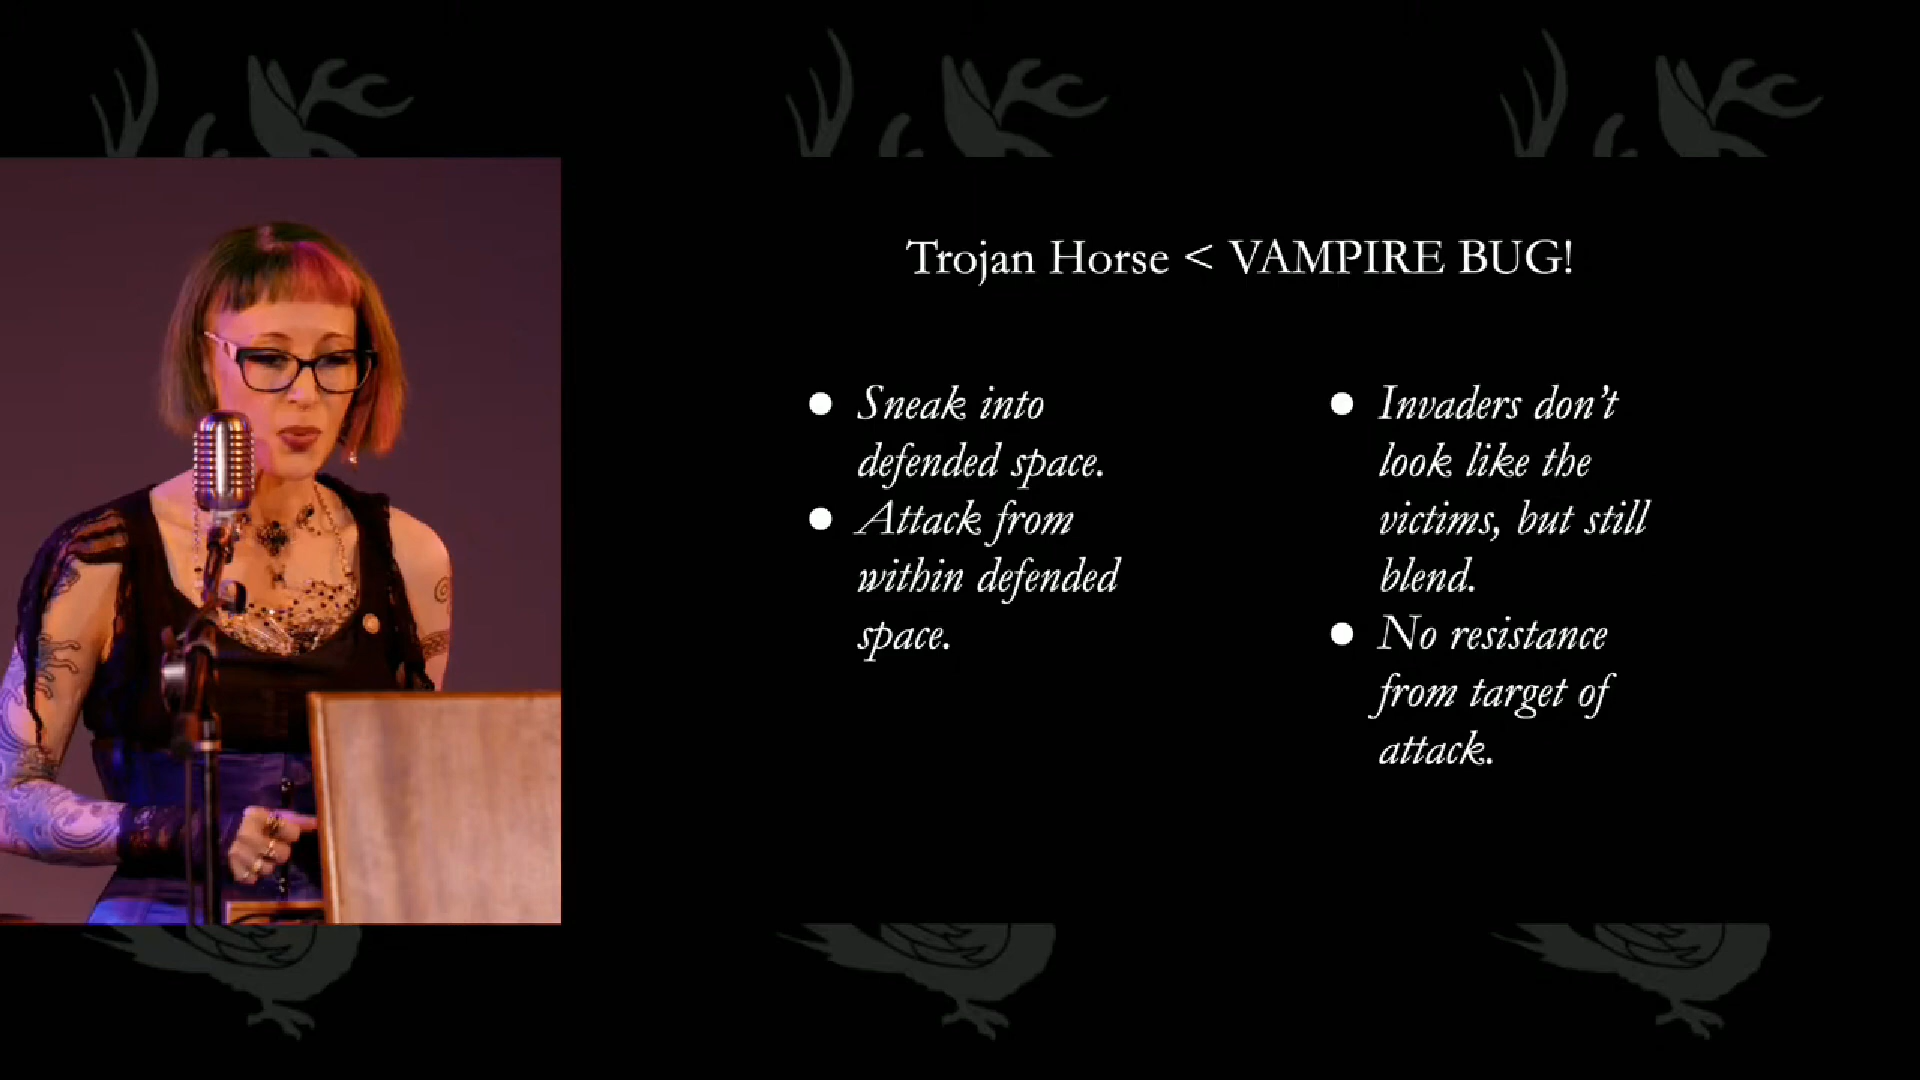 Trojan Horse < VAMPIRE BUG!
● Sneak into
defended space.
● Attack from
within defended
space.
● Invaders don’t
look like the
victims, but still
blend.
● No resistance
from target of
attack.